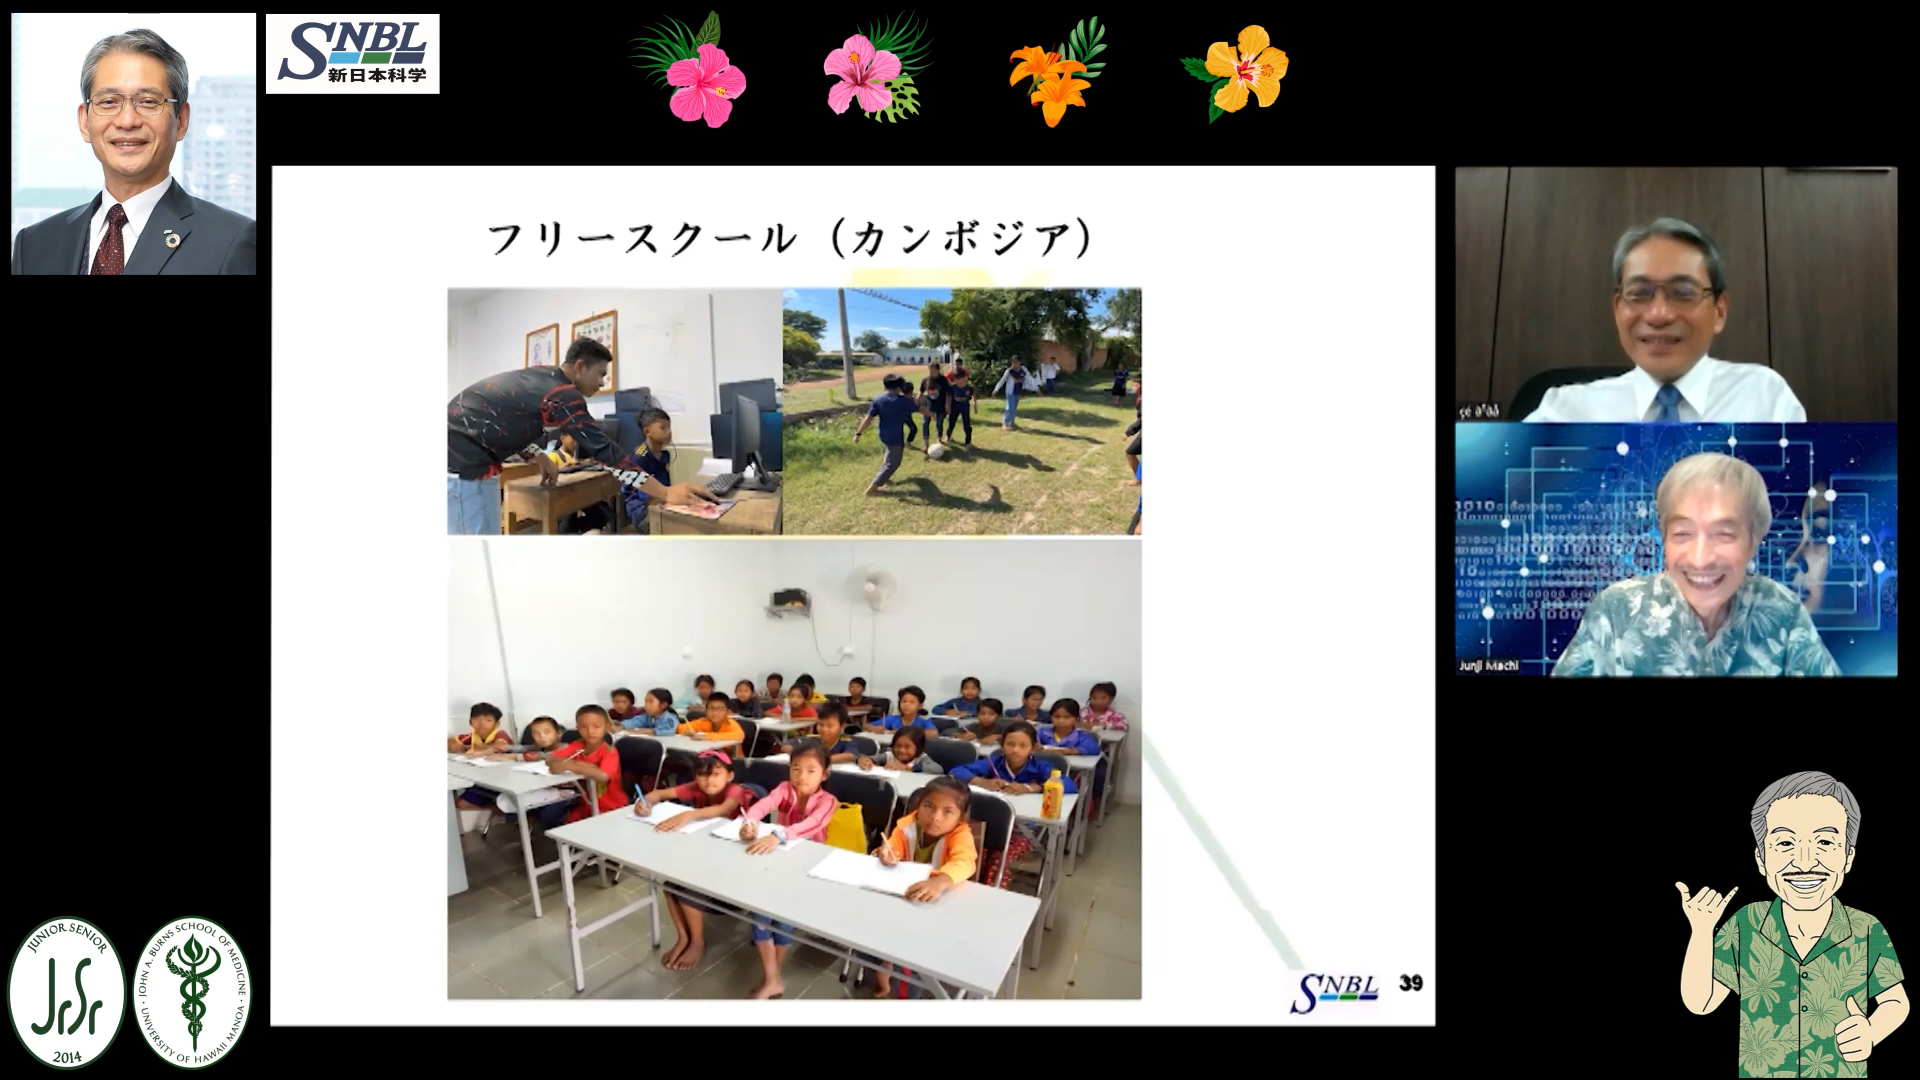 SNBL
新日本科学
フリースクール（カンボジア）
Junji Machi
SNBL 39
JUNIOR SENIOR
JrSr
2014
JOHN A. BURNS SCHOOL OF MEDICINE
UNIVERSITY OF HAWAII MANOA